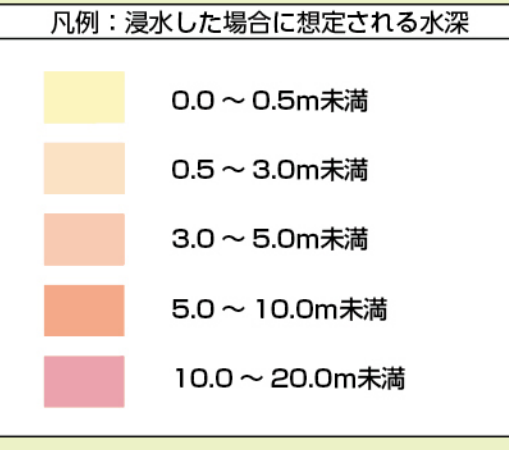 凡例：浸水した場合に想定される水深
0.0 ～ 0.5m未満
0.5 ～ 3.0m未満
3.0 ～ 5.0m未満
5.0 ～ 10.0m未満
10.0 ～ 20.0m未満